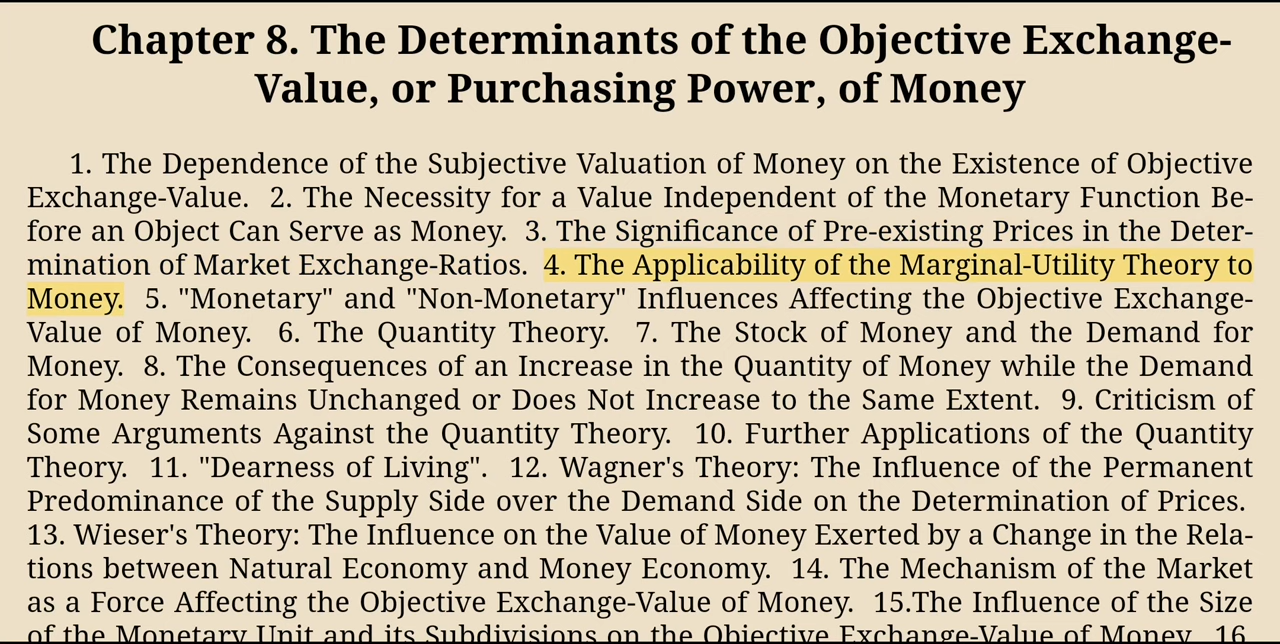 Chapter 8. The Determinants of the Objective Exchange-
Value, or Purchasing Power, of Money
1. The Dependence of the Subjective Valuation of Money on the Existence of Objective
Exchange-Value. 2. The Necessity for a Value Independent of the Monetary Function Be-
fore an Object Can Serve as Money. 3. The Significance of Pre-existing Prices in the Deter-
mination of Market Exchange-Ratios. 4. The Applicability of the Marginal-Utility Theory to
Money. 5. "Monetary" and "Non-Monetary" Influences Affecting the Objective Exchange-
Value of Money. 6. The Quantity Theory. 7. The Stock of Money and the Demand for
Money. 8. The Consequences of an Increase in the Quantity of Money while the Demand
for Money Remains Unchanged or Does Not Increase to the Same Extent. 9. Criticism of
Some Arguments Against the Quantity Theory. 10. Further Applications of the Quantity
Theory. 11. "Dearness of Living". 12. Wagner's Theory: The Influence of the Permanent
Predominance of the Supply Side over the Demand Side on the Determination of Prices.
13. Wieser's Theory: The Influence on the Value of Money Exerted by a Change in the Rela-
tions between Natural Economy and Money Economy. 14. The Mechanism of the Market
as a Force Affecting the Objective Exchange-Value of Money. 15.The Influence of the Size
of the Monetary Unit and its Subdivisions on the Objective Exchange-Value of Money. 16.